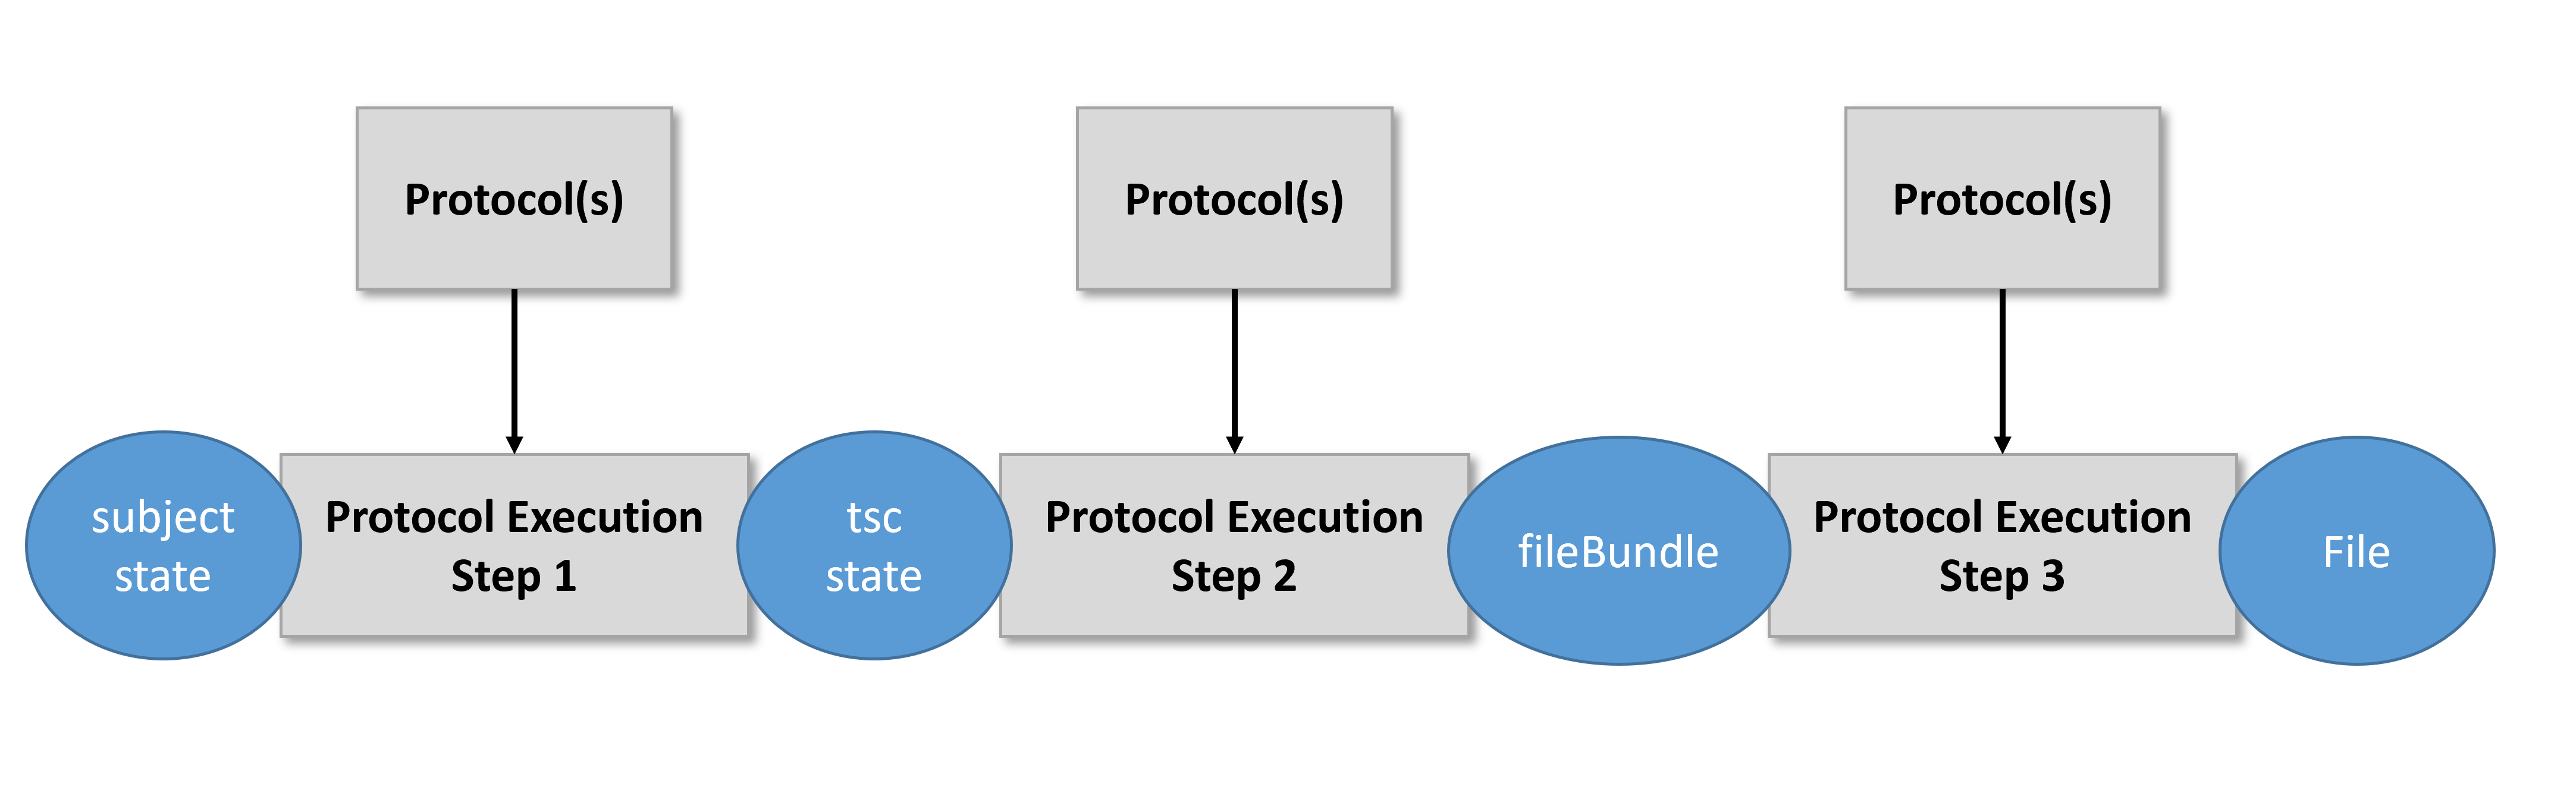 Protocol(s)
Protocol(s)
Protocol(s)
subject
state
Protocol Execution
Step 1
tsc
state
Protocol Execution
Step 2
fileBundle
Protocol Execution
Step 3
File